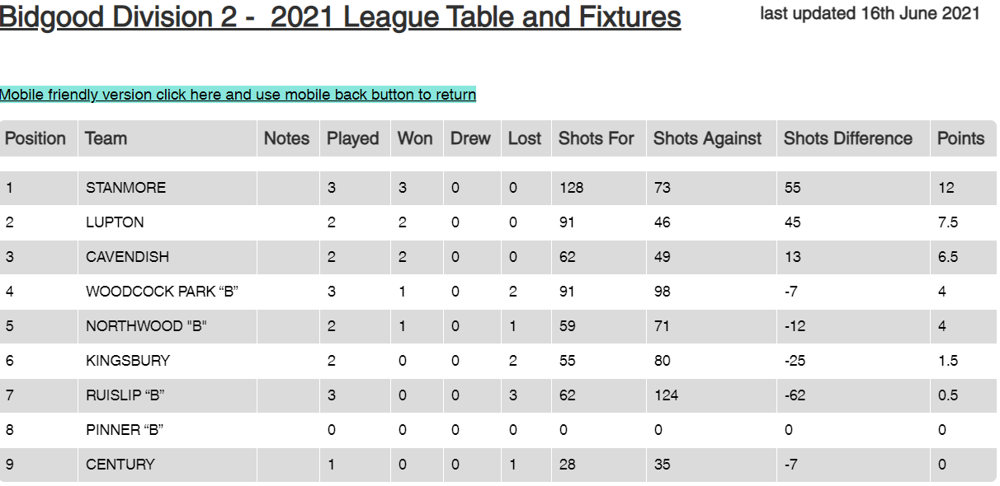 Bidgood Division 2 - 2021 League Table and Fixtures last updated 16th June 2021
Mobile friendly version click here and use mobile back button to return
Position Team Notes Played Won Drew Lost Shots For Shots Against Shots Difference Points
1 STANMORE 3 3 0 0 128 73 55 12
2 LUPTON 2 2 0 0 91 46 45 7.5
3 CAVENDISH 2 2 0 0 62 49 13 6.5
4 WOODCOCK PARK “B” 3 1 0 2 91 98 -7 4
5 NORTHWOOD "B" 2 1 0 1 59 71 -12 4
6 KINGSBURY 2 0 0 2 55 80 -25 1.5
7 RUISLIP “B” 3 0 0 3 62 124 -62 0.5
8 PINNER “B” 0 0 0 0 0 0 0 0
9 CENTURY 1 0 0 1 28 35 -7 0